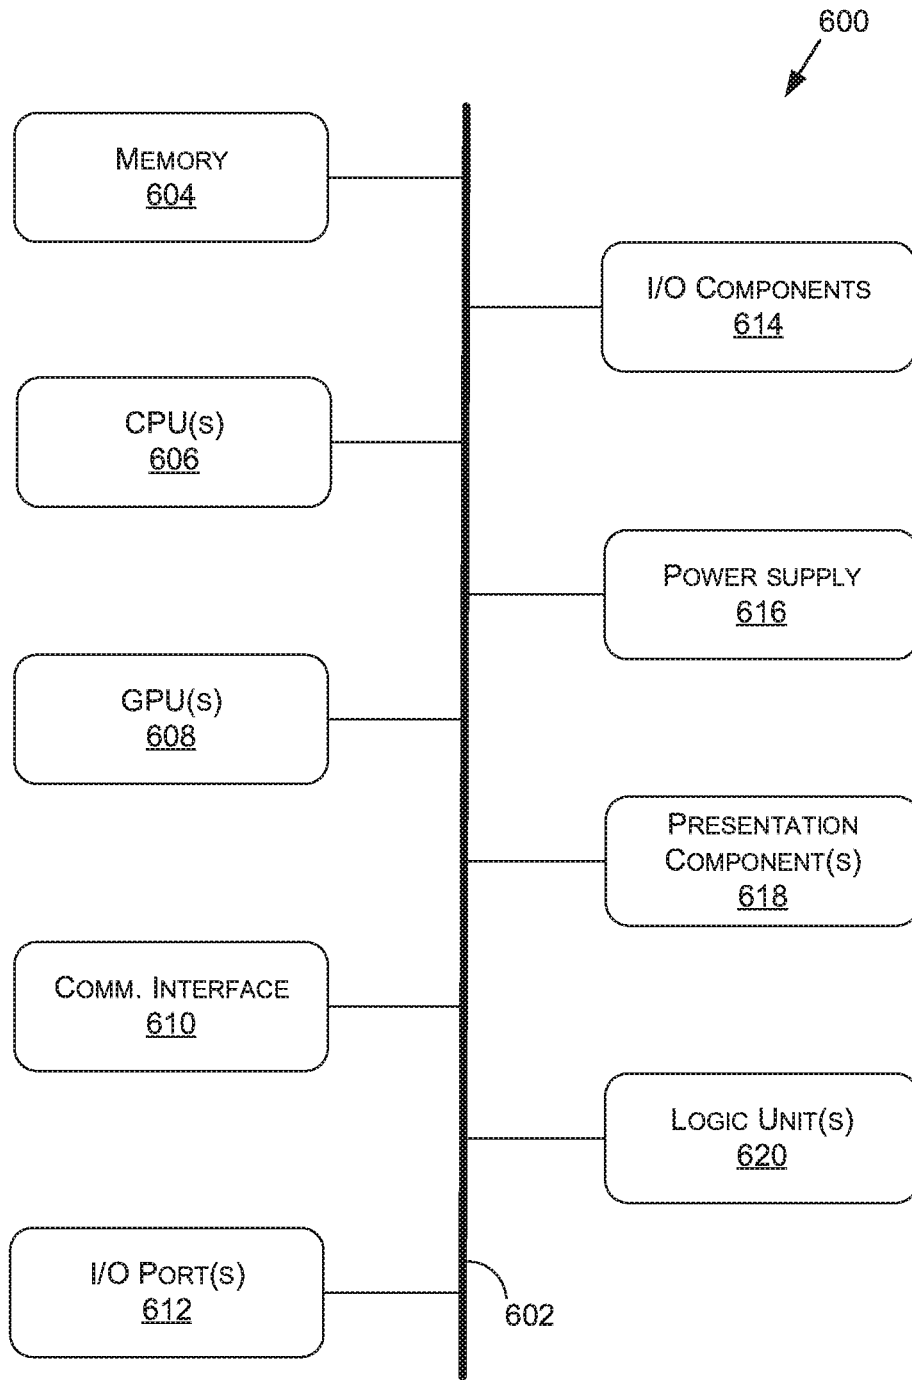 600
MEMORY
604
I/O COMPONENTS
614
CPU(S)
606
POWER SUPPLY
616
GPU(S)
608
PRESENTATION
COMPONENT(S)
618
COMM. INTERFACE
610
LOGIC UNIT(S)
620
I/O PORT(S)
612
602